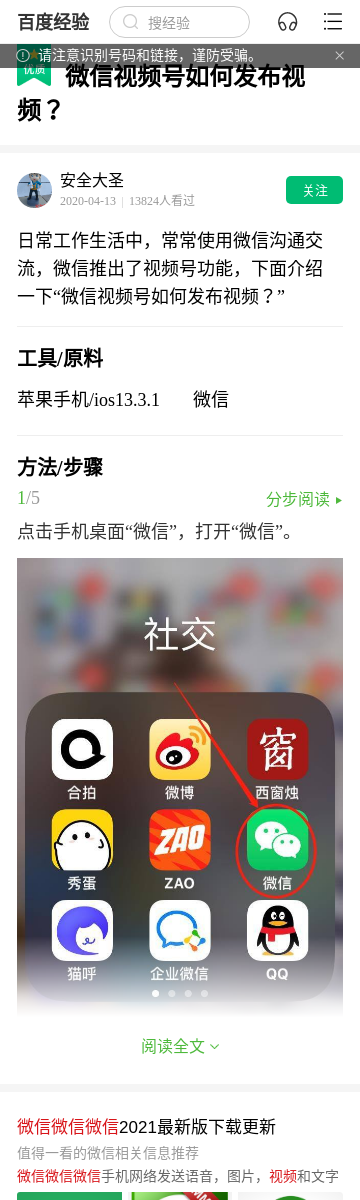 百度经验
搜经验
请注意识别号码和链接，谨防受骗。
优质
微信视频号如何发布视
频？
安全大圣
2020-04-13 | 13824人看过
关注
日常工作生活中，常常使用微信沟通交
流，微信推出了视频号功能，下面介绍
一下“微信视频号如何发布视频？”
工具/原料
苹果手机/ios13.3.1 微信
方法/步骤
1/5
分步阅读
点击手机桌面“微信”，打开“微信”。
社交
窗
合拍 微博 西窗烛
ZAO
秀蛋 ZAO 微信
猫呼 企业微信 QQ
阅读全文
微信微信微信2021最新版下载更新
值得一看的微信相关信息推荐
微信微信微信手机网络发送语音，图片，视频和文字